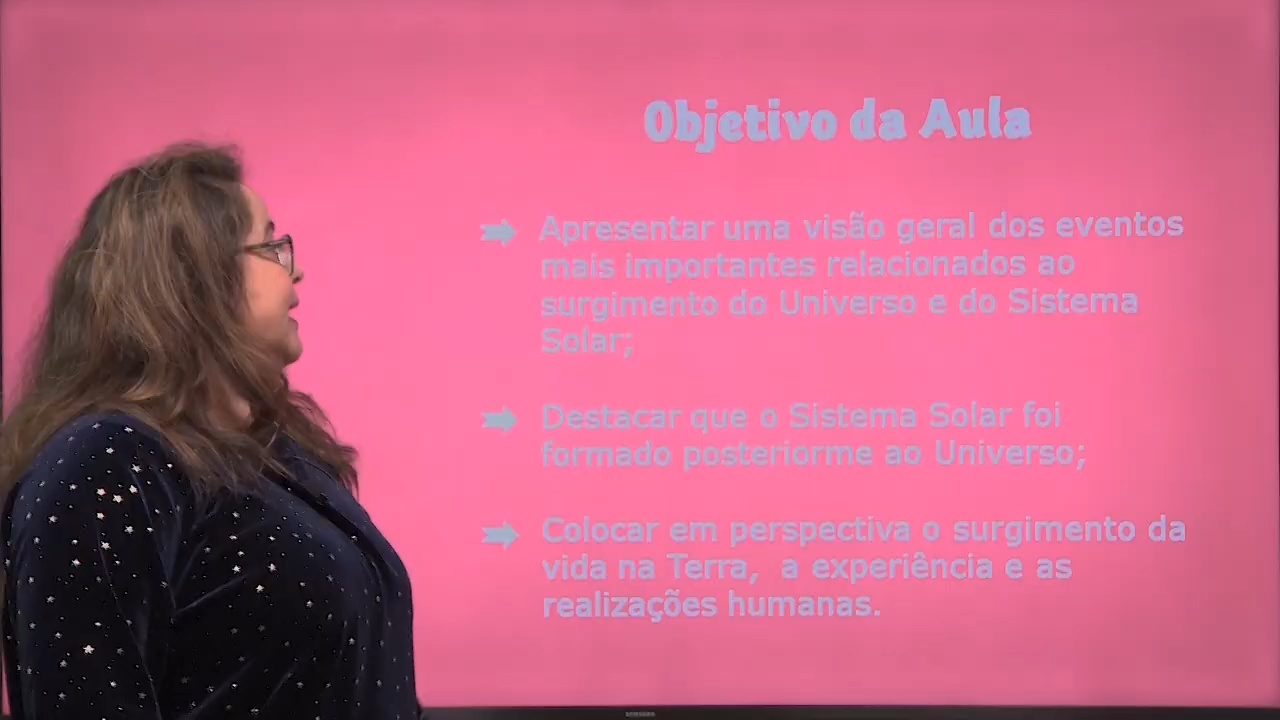 Objetivo da Aula
Apresentar uma visão geral dos eventos
mais importantes relacionados ao
surgimento do Universo e do Sistema
Solar;
Destacar que o Sistema Solar foi
formado posteriorme ao Universo;
Colocar em perspectiva o surgimento da
vida na Terra, a experiência e as
realizações humanas.